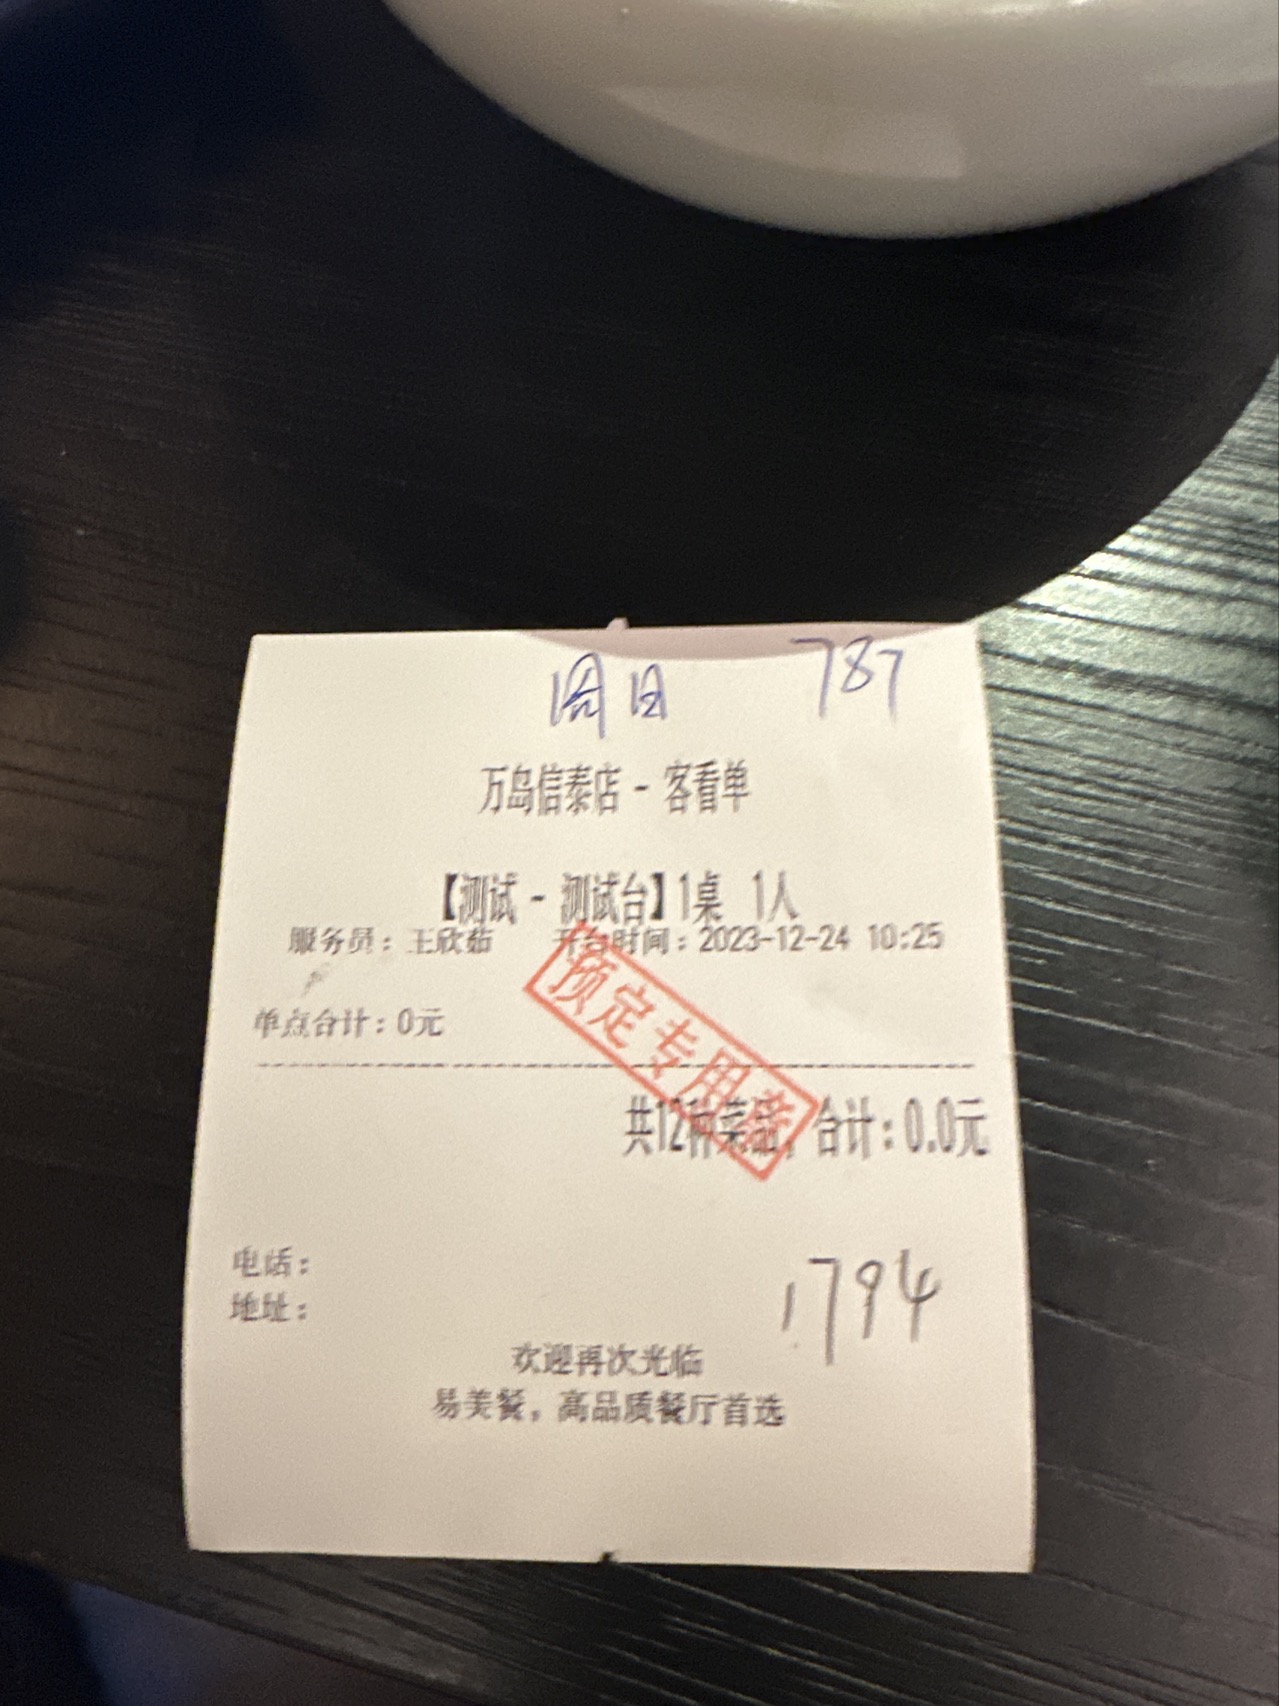 周日 787
万岛信泰店 - 客看单
【测试 - 测试台】1桌 1人
服务员：王欣茹 开台时间：2023-12-24 10:25
预定专用章
单点合计：0元
共12种菜品，合计：0.0元
电话：
地址：
1794
欢迎再次光临
易美餐，高品质餐厅首选